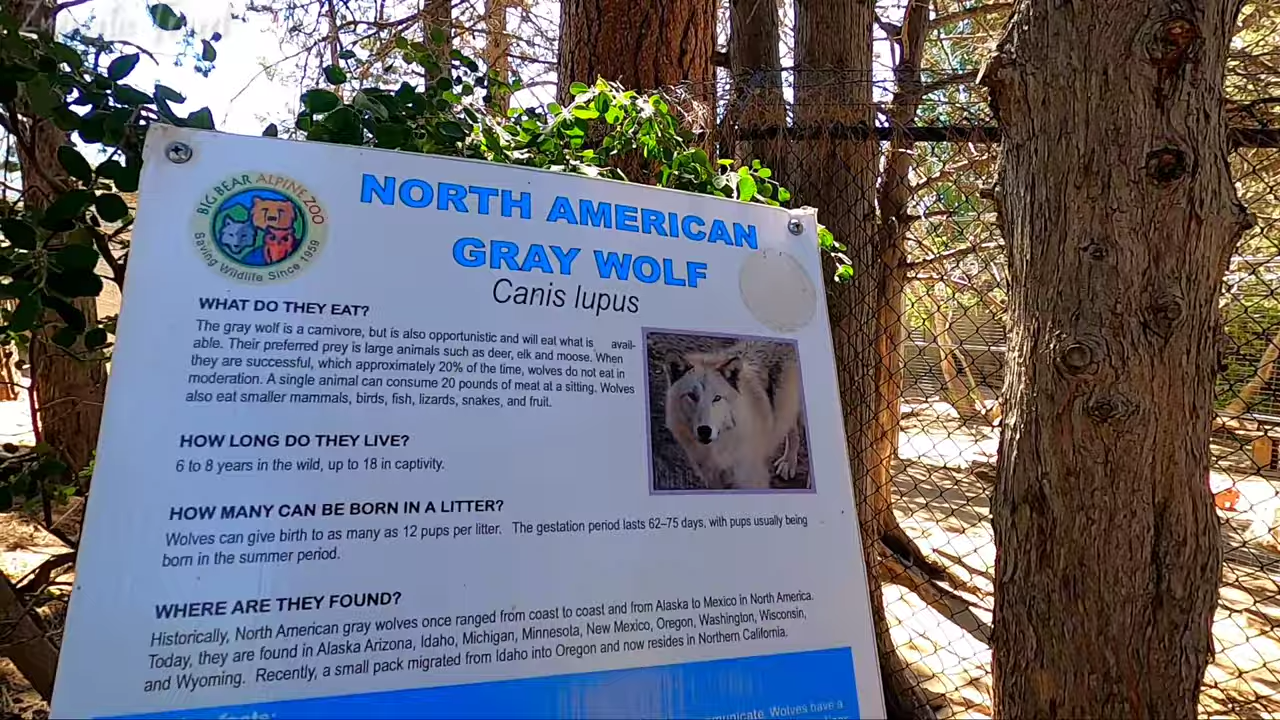 BIG BEAR ALPINE ZOO
Saving Wildlife Since 1959
NORTH AMERICAN
GRAY WOLF
Canis lupus
WHAT DO THEY EAT?
The gray wolf is a carnivore, but is also opportunistic and will eat what is avail-
able. Their preferred prey is large animals such as deer, elk and moose. When
they are successful, which approximately 20% of the time, wolves do not eat in
moderation. A single animal can consume 20 pounds of meat at a sitting. Wolves
also eat smaller mammals, birds, fish, lizards, snakes, and fruit.
HOW LONG DO THEY LIVE?
6 to 8 years in the wild, up to 18 in captivity.
HOW MANY CAN BE BORN IN A LITTER?
Wolves can give birth to as many as 12 pups per litter. The gestation period lasts 62–75 days, with pups usually being
born in the summer period.
WHERE ARE THEY FOUND?
Historically, North American gray wolves once ranged from coast to coast and from Alaska to Mexico in North America.
Today, they are found in Alaska Arizona, Idaho, Michigan, Minnesota, New Mexico, Oregon, Washington, Wisconsin,
and Wyoming. Recently, a small pack migrated from Idaho into Oregon and now resides in Northern California.
Wolves have a